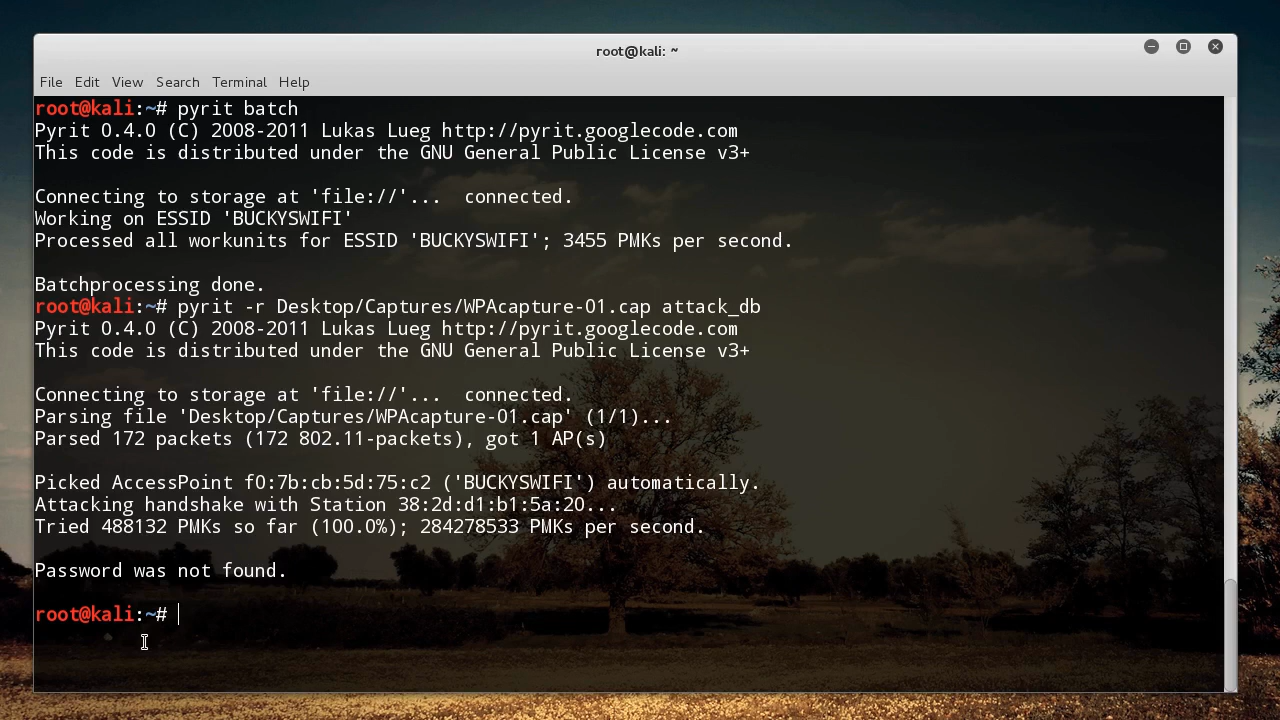 root@kali: ~
File Edit View Search Terminal Help
root@kali:~# pyrit batch
Pyrit 0.4.0 (C) 2008-2011 Lukas Lueg http://pyrit.googlecode.com
This code is distributed under the GNU General Public License v3+
Connecting to storage at 'file://'...  connected.
Working on ESSID 'BUCKYSWIFI'
Processed all workunits for ESSID 'BUCKYSWIFI'; 3455 PMKs per second.
Batchprocessing done.
root@kali:~# pyrit -r Desktop/Captures/WPAcapture-01.cap attack_db
Pyrit 0.4.0 (C) 2008-2011 Lukas Lueg http://pyrit.googlecode.com
This code is distributed under the GNU General Public License v3+
Connecting to storage at 'file://'...  connected.
Parsing file 'Desktop/Captures/WPAcapture-01.cap' (1/1)...
Parsed 172 packets (172 802.11-packets), got 1 AP(s)
Picked AccessPoint f0:7b:cb:5d:75:c2 ('BUCKYSWIFI') automatically.
Attacking handshake with Station 38:2d:d1:b1:5a:20...
Tried 488132 PMKs so far (100.0%); 284278533 PMKs per second.
Password was not found.
root@kali:~#